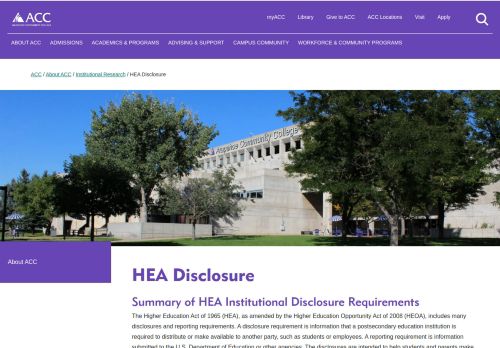 ACC
myACC Library Give to ACC ACC Locations Visit Apply
ABOUT ACC ADMISSIONS ACADEMICS & PROGRAMS ADVISING & SUPPORT CAMPUS COMMUNITY WORKFORCE & COMMUNITY PROGRAMS
ACC / About ACC / Institutional Research / HEA Disclosure
Arapahoe Community College
About ACC
HEA Disclosure
Summary of HEA Institutional Disclosure Requirements
The Higher Education Act of 1965 (HEA), as amended by the Higher Education Opportunity Act of 2008 (HEOA), includes many
disclosures and reporting requirements. A disclosure requirement is information that a postsecondary education institution is
required to distribute or make available to another party, such as students or employees. A reporting requirement is information
submitted to the U.S. Department of Education or other agencies. The disclosures are intended to help students and parents make